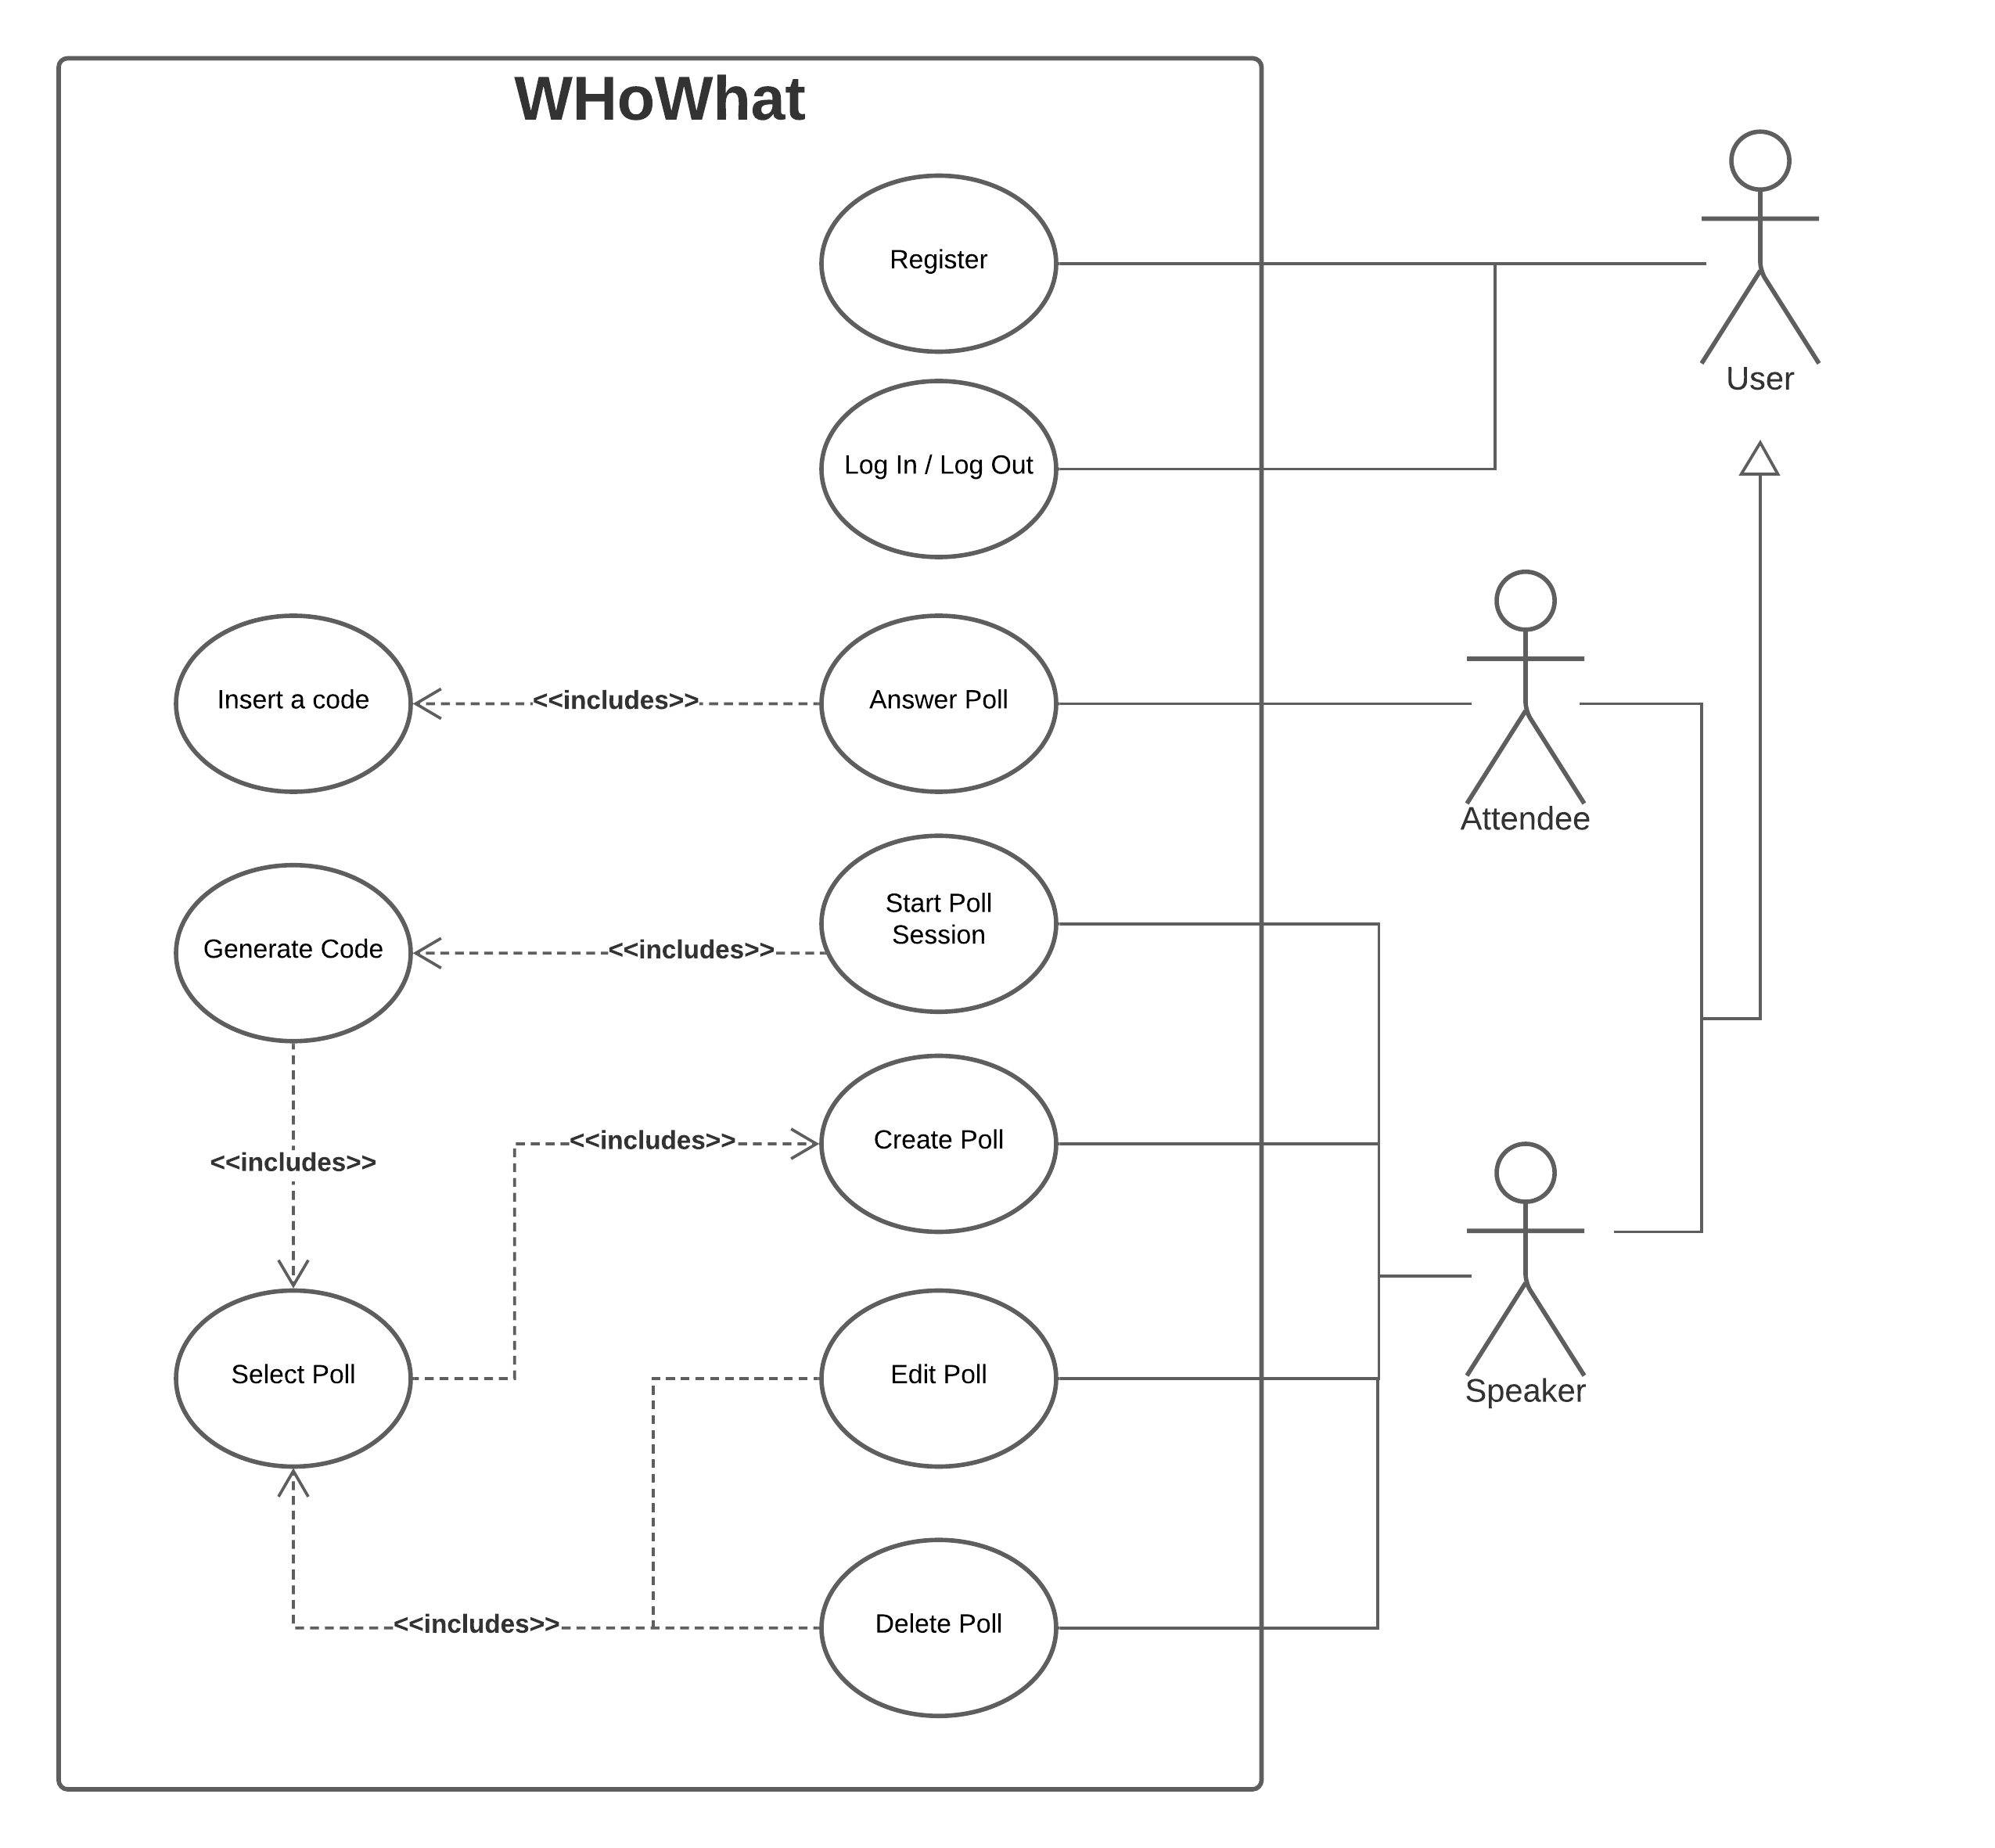 WHoWhat
Register
User
Log In / Log Out
Insert a code
<<includes>>
Answer Poll
Attendee
Start Poll
Session
Generate Code
<<includes>>
Create Poll
<<includes>>
<<includes>>
Select Poll
Edit Poll
Speaker
<<includes>>
Delete Poll